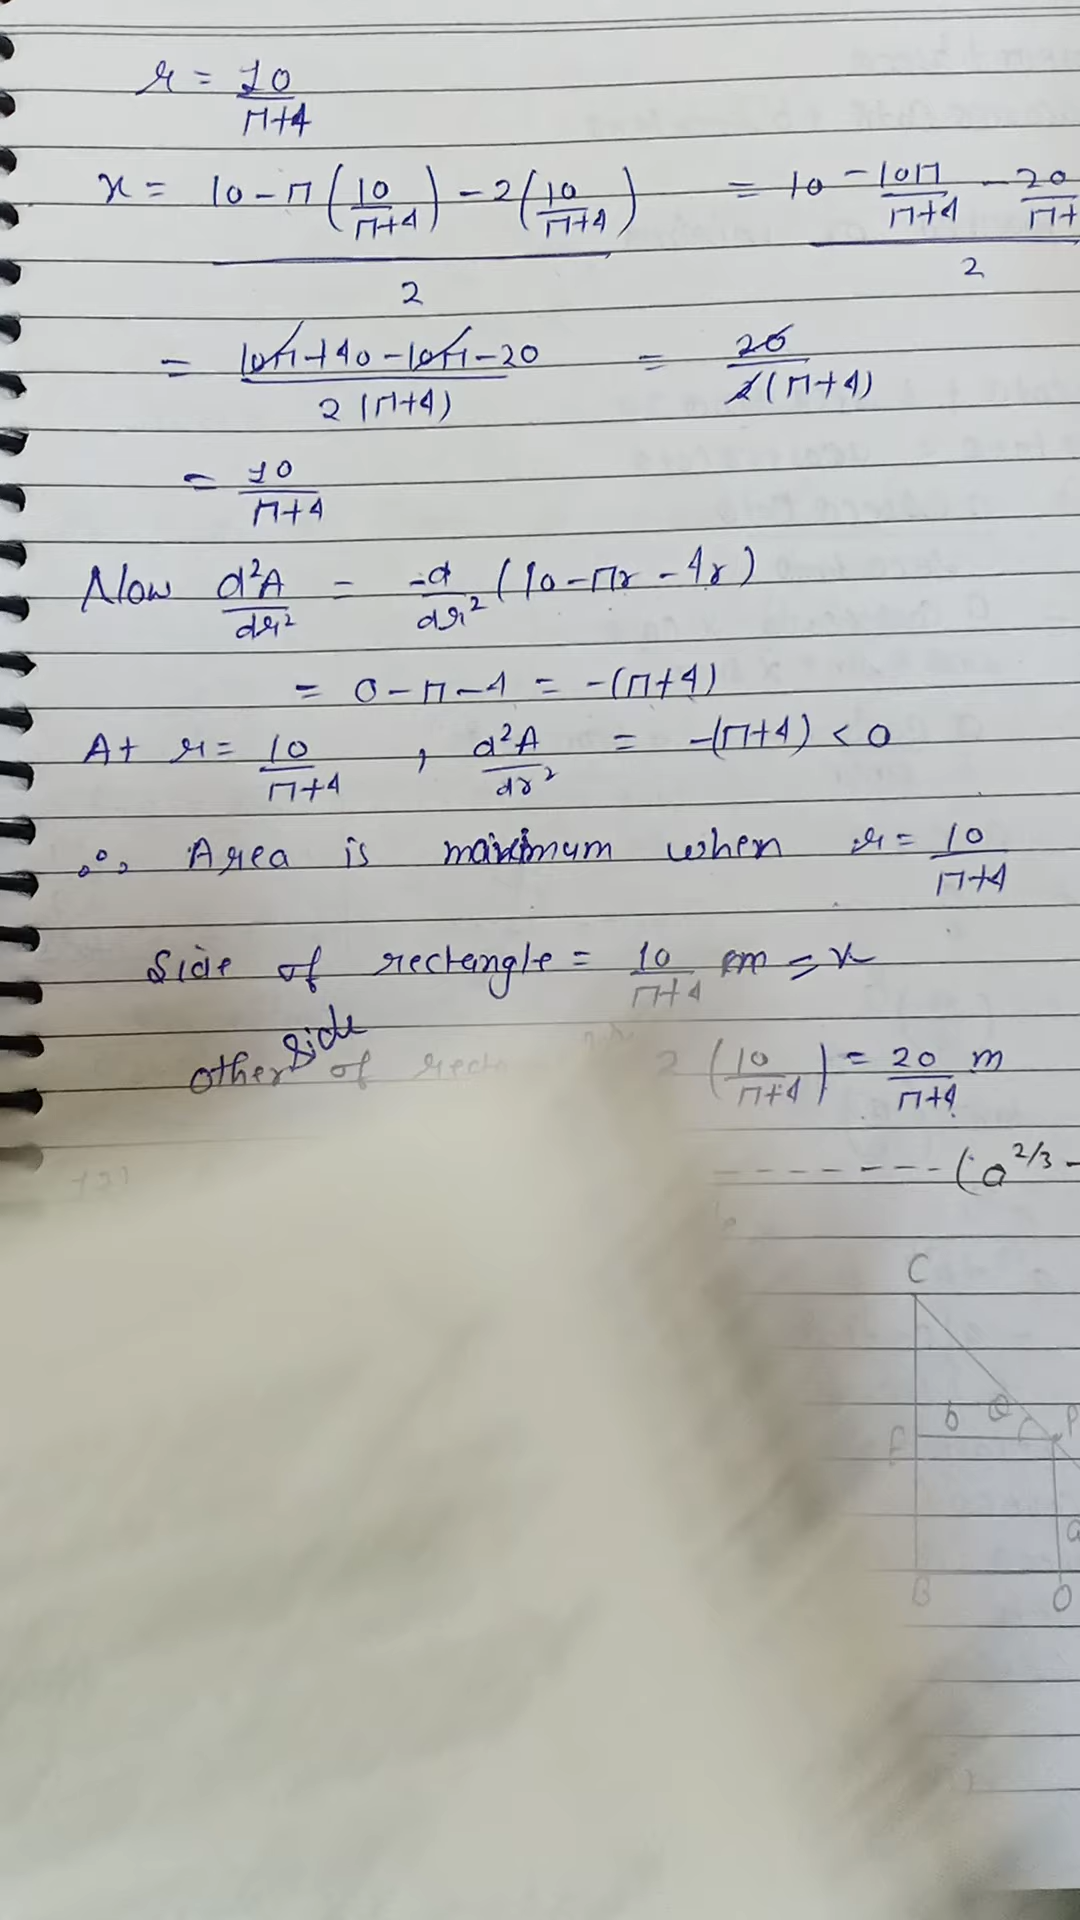 r = 10/(π+4)
x = (10 - π(10/(π+4)) - 2(10/(π+4)))/2 = (10 - 10π/(π+4) - 20/(π+
2
= (10π + 40 - 10π - 20)/(2(π+4)) = 20/(2(π+4))
= 10/(π+4)
Now d²A/dr² = -d/dr² (10 - πr - 4r)
= 0 - π - 4 = -(π+4)
At r = 10/(π+4) , d²A/dr² = -(π+4) < 0
∴ Area is maximum when r = 10/(π+4)
Side of rectangle = 10/(π+4) m = x
other side of rect 2(10/(π+4)) = 20/(π+4) m
------- (a^(2/3) -
C
b θ P
a
B O